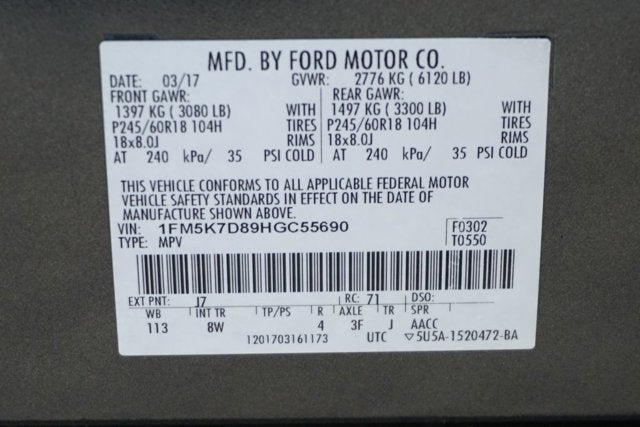 MFD. BY FORD MOTOR CO.
DATE: 03/17 GVWR: 2776 KG ( 6120 LB)
FRONT GAWR: REAR GAWR:
1397 KG ( 3080 LB) WITH 1497 KG ( 3300 LB) WITH
P245/60R18 104H TIRES P245/60R18 104H TIRES
18x8.0J RIMS 18x8.0J RIMS
AT 240 kPa/ 35 PSI COLD AT 240 kPa/ 35 PSI COLD
THIS VEHICLE CONFORMS TO ALL APPLICABLE FEDERAL MOTOR
VEHICLE SAFETY STANDARDS IN EFFECT ON THE DATE OF
MANUFACTURE SHOWN ABOVE.
VIN: 1FM5K7D89HGC55690 F0302
TYPE: MPV T0550
EXT PNT: J7 RC: 71 DSO:
WB INT TR TP/PS R AXLE TR SPR
113 8W 4 3F J AACC
1201703161173 UTC ▽5U5A-1520472-BA